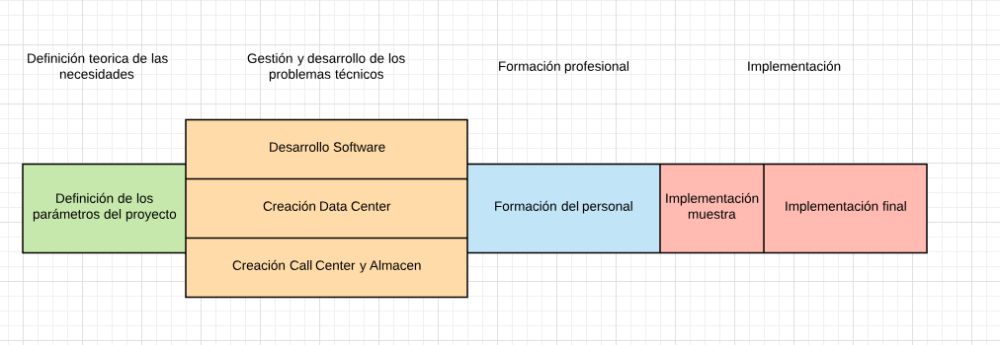 Definición teorica de las
necesidades
Gestión y desarrollo de los
problemas técnicos
Formación profesional
Implementación
Definición de los
parámetros del proyecto
Desarrollo Software
Creación Data Center
Creación Call Center y Almacen
Formación del personal
Implementación
muestra
Implementación final